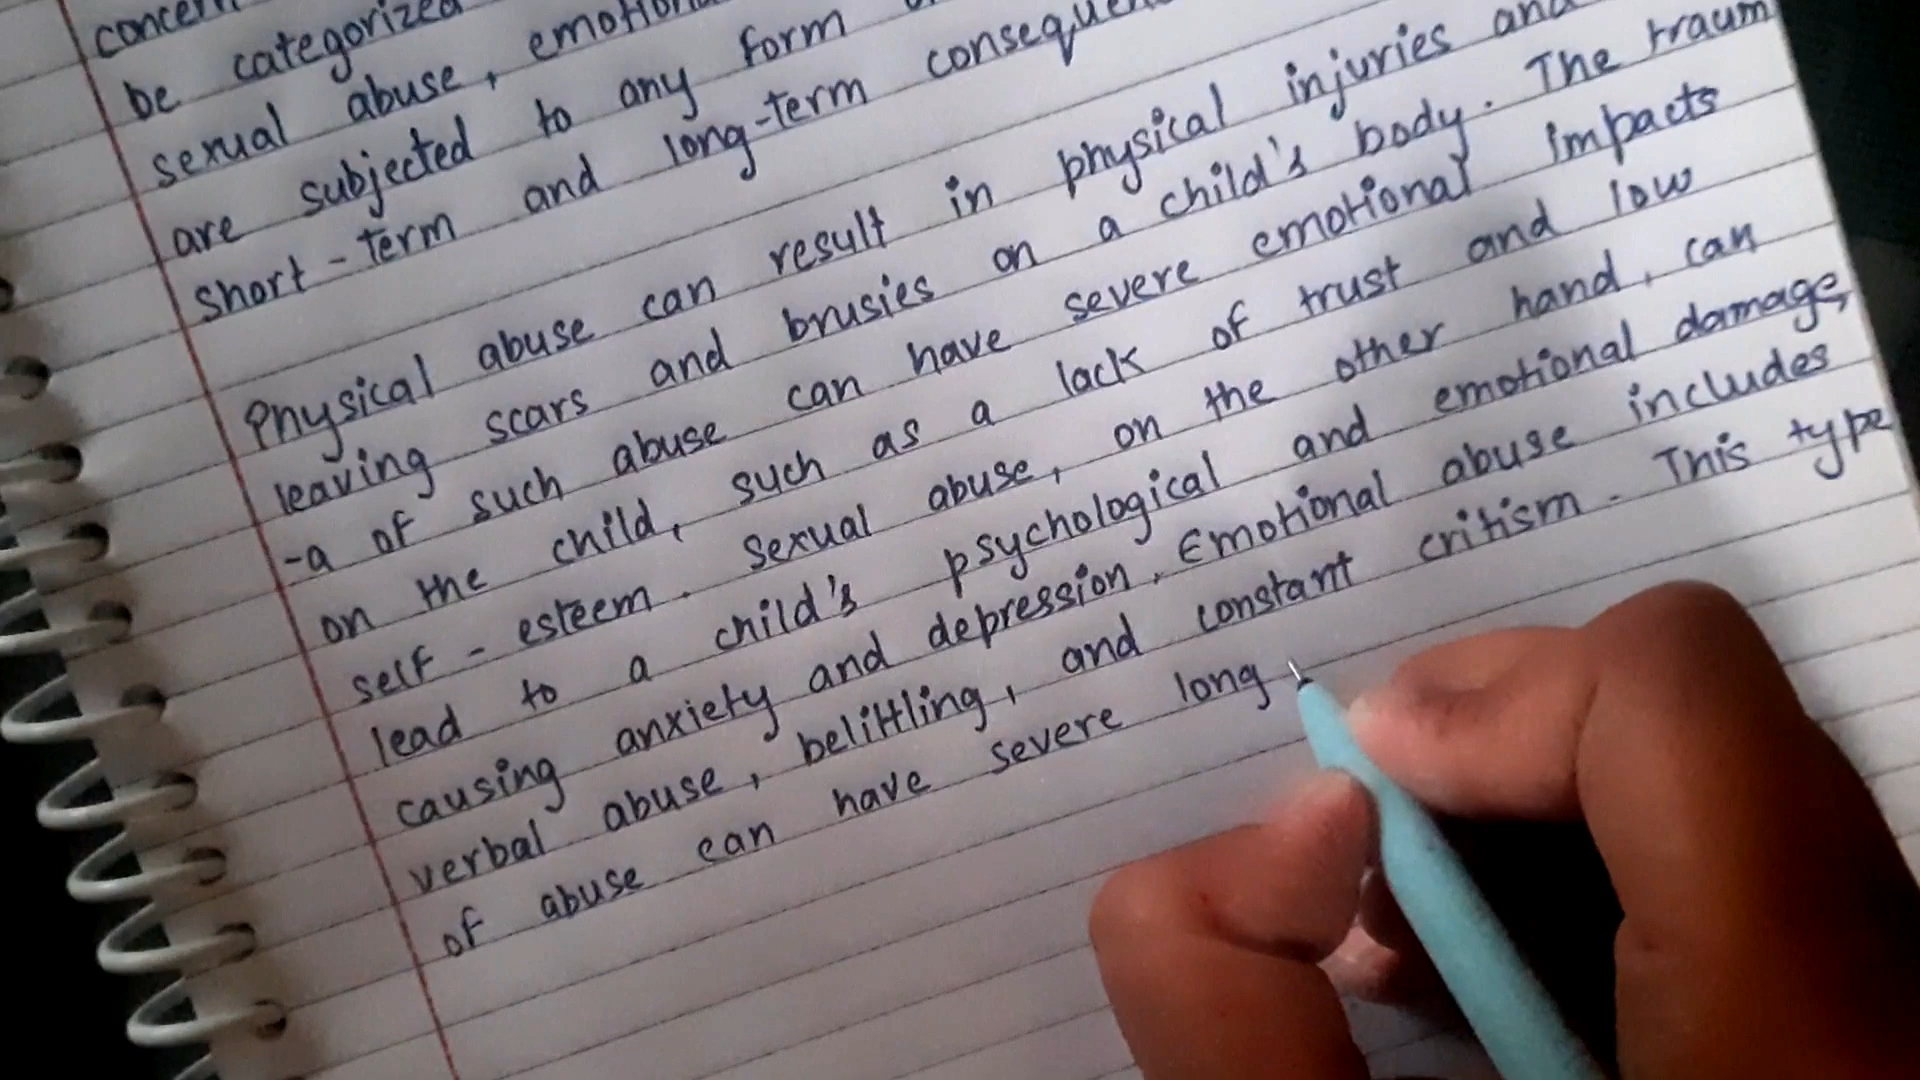 concern
be categorized
sexual abuse, emotional
are subjected to any form
short-term and long-term
Physical abuse can result in physical injuries and
leaving scars and brusies on a child's body. The traum
-a of such abuse can have severe emotional impacts
on the child, such as a lack of trust and low
self-esteem. Sexual abuse, on the other hand, can
lead to a child's psychological and emotional damage,
causing anxiety and depression. Emotional abuse includes
verbal abuse, belittling, and constant critism. This type
of abuse can have severe long